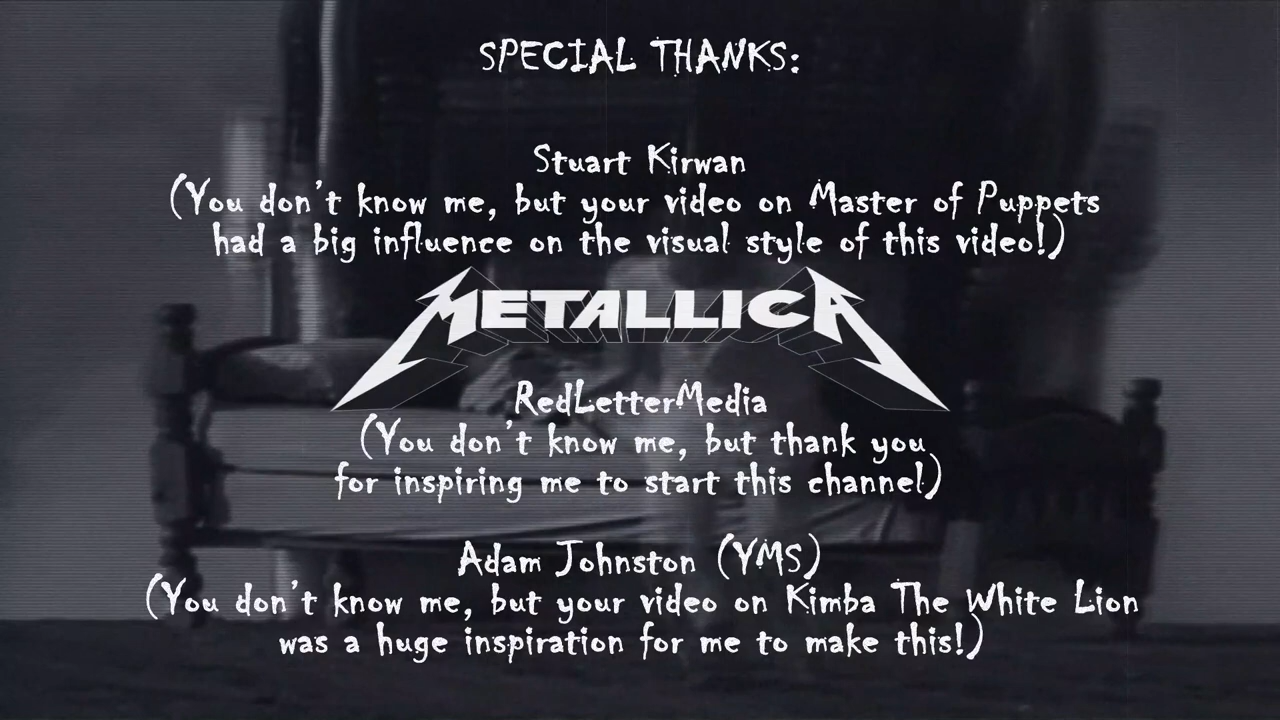 SPECIAL THANKS:
Stuart Kirwan
(You don't know me, but your video on Master of Puppets
had a big influence on the visual style of this video!)
METALLICA
RedLetterMedia
(You don't know me, but thank you
for inspiring me to start this channel)
Adam Johnston (YMS)
(You don't know me, but your video on Kimba The White Lion
was a huge inspiration for me to make this!)